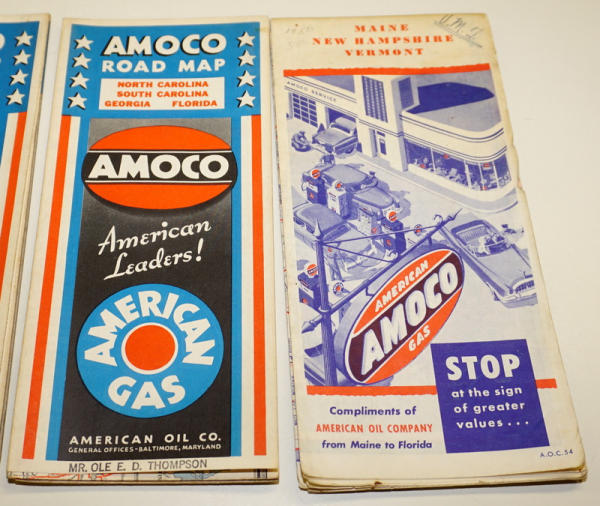 AMOCO
ROAD MAP
NORTH CAROLINA
SOUTH CAROLINA
GEORGIA FLORIDA
AMOCO
American
Leaders!
AMERICAN
GAS
AMERICAN OIL CO.
GENERAL OFFICES-BALTIMORE, MARYLAND
MR. OLE E. D. THOMPSON
MAINE
NEW HAMPSHIRE
VERMONT
AMOCO SERVICE
AMERICAN
AMOCO
GAS
STOP
at the sign
of greater
values...
Compliments of
AMERICAN OIL COMPANY
from Maine to Florida
A.O.C. 54